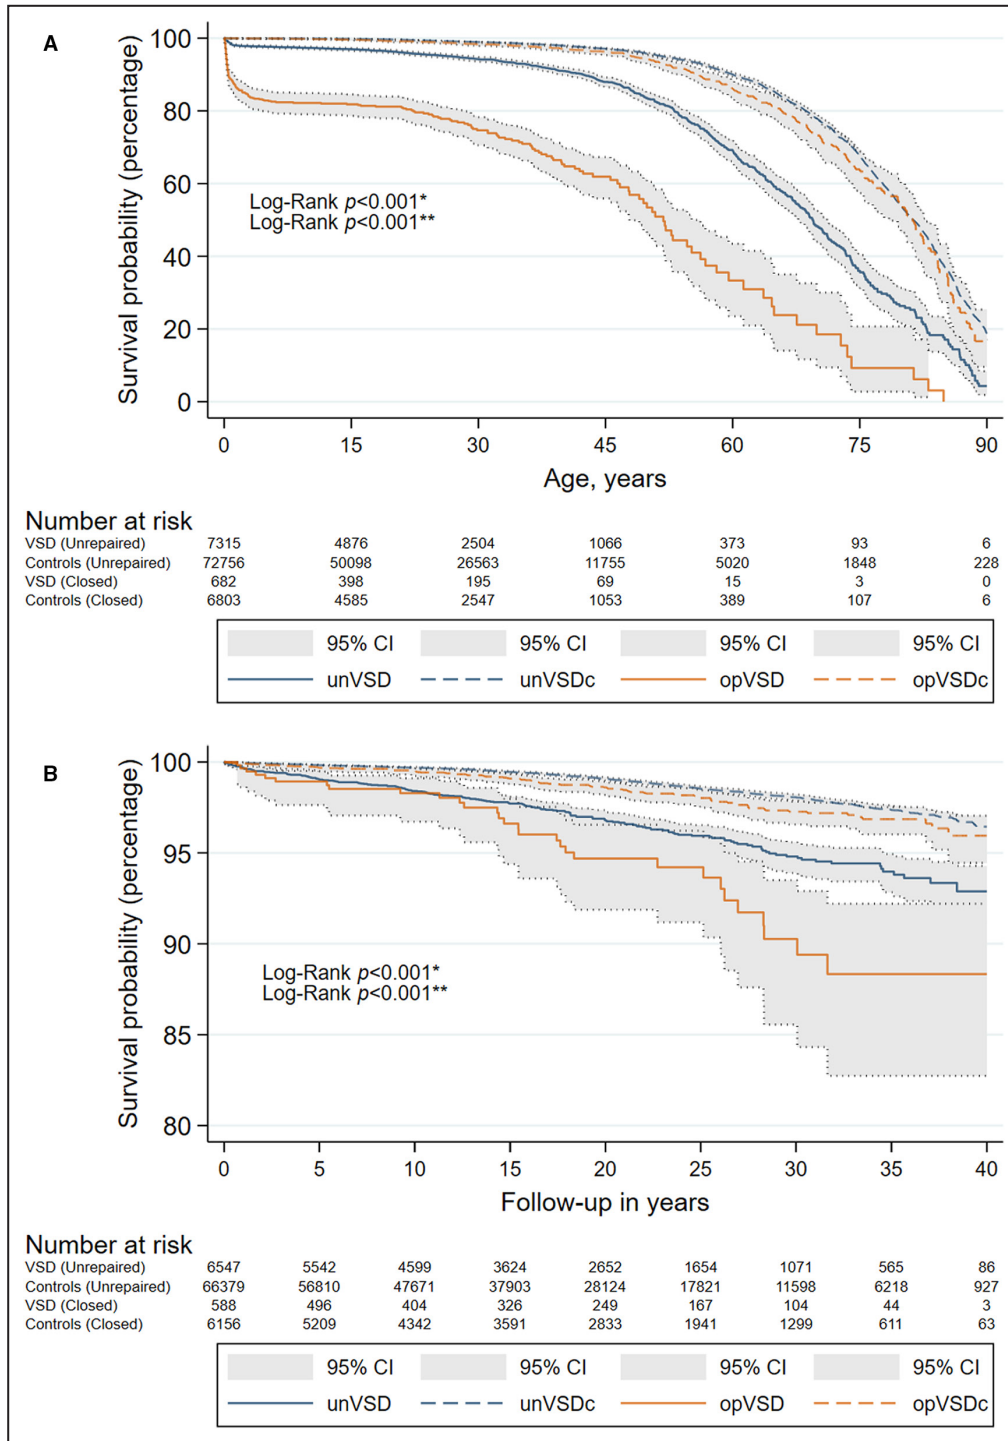 A
Survival probability (percentage)
100
80
60
40
20
0
Log-Rank p<0.001*
Log-Rank p<0.001**
0 15 30 45 60 75 90
Age, years
Number at risk
VSD (Unrepaired) 7315 4876 2504 1066 373 93 6
Controls (Unrepaired) 72756 50098 26563 11755 5020 1848 228
VSD (Closed) 682 398 195 69 15 3 0
Controls (Closed) 6803 4585 2547 1053 389 107 6
95% CI 95% CI 95% CI 95% CI
unVSD unVSDc opVSD opVSDc
B
Survival probability (percentage)
100
95
90
85
80
Log-Rank p<0.001*
Log-Rank p<0.001**
0 5 10 15 20 25 30 35 40
Follow-up in years
Number at risk
VSD (Unrepaired) 6547 5542 4599 3624 2652 1654 1071 565 86
Controls (Unrepaired) 66379 56810 47671 37903 28124 17821 11598 6218 927
VSD (Closed) 588 496 404 326 249 167 104 44 3
Controls (Closed) 6156 5209 4342 3591 2833 1941 1299 611 63
95% CI 95% CI 95% CI 95% CI
unVSD unVSDc opVSD opVSDc